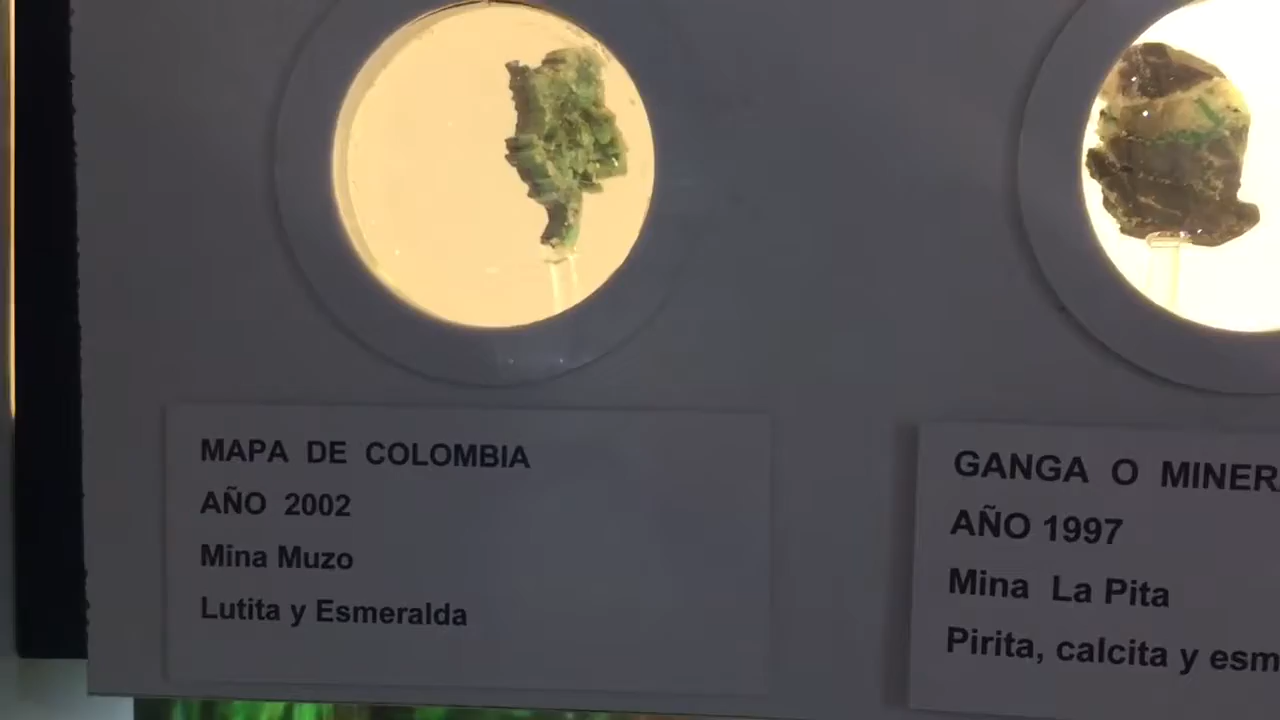 MAPA DE COLOMBIA
AÑO 2002
Mina Muzo
Lutita y Esmeralda
GANGA O
AÑO 1997
Mina La Pita
Pirita, calcita y